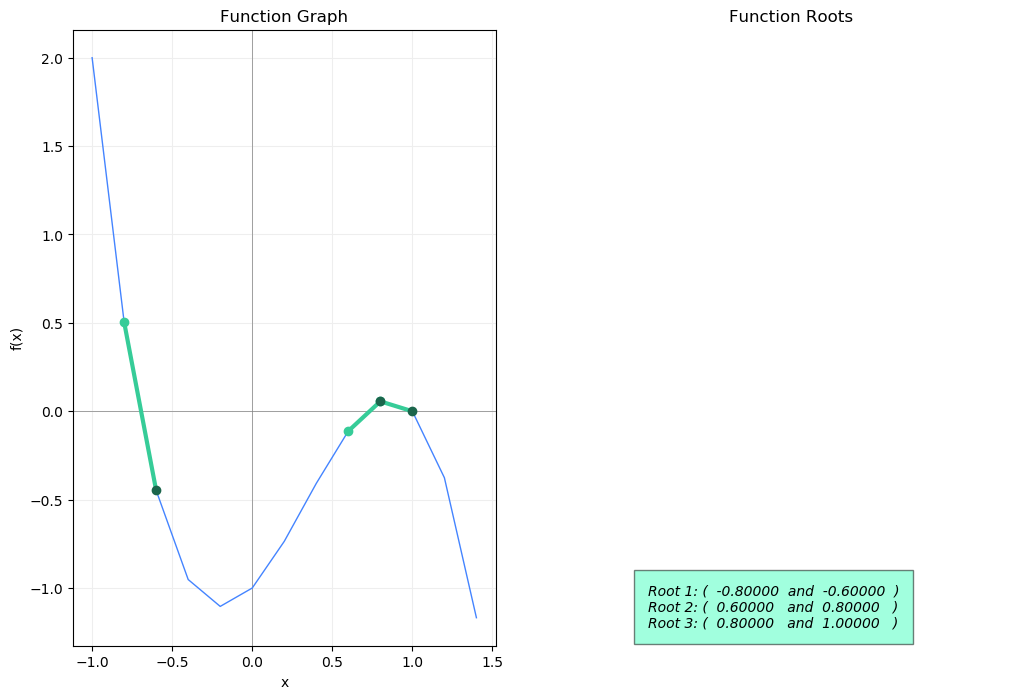 Function Graph
Function Roots
2.0
1.5
1.0
0.5
0.0
−0.5
−1.0
f(x)
−1.0 −0.5 0.0 0.5 1.0 1.5
x
Root 1: ( -0.80000 and -0.60000 )
Root 2: ( 0.60000 and 0.80000 )
Root 3: ( 0.80000 and 1.00000 )